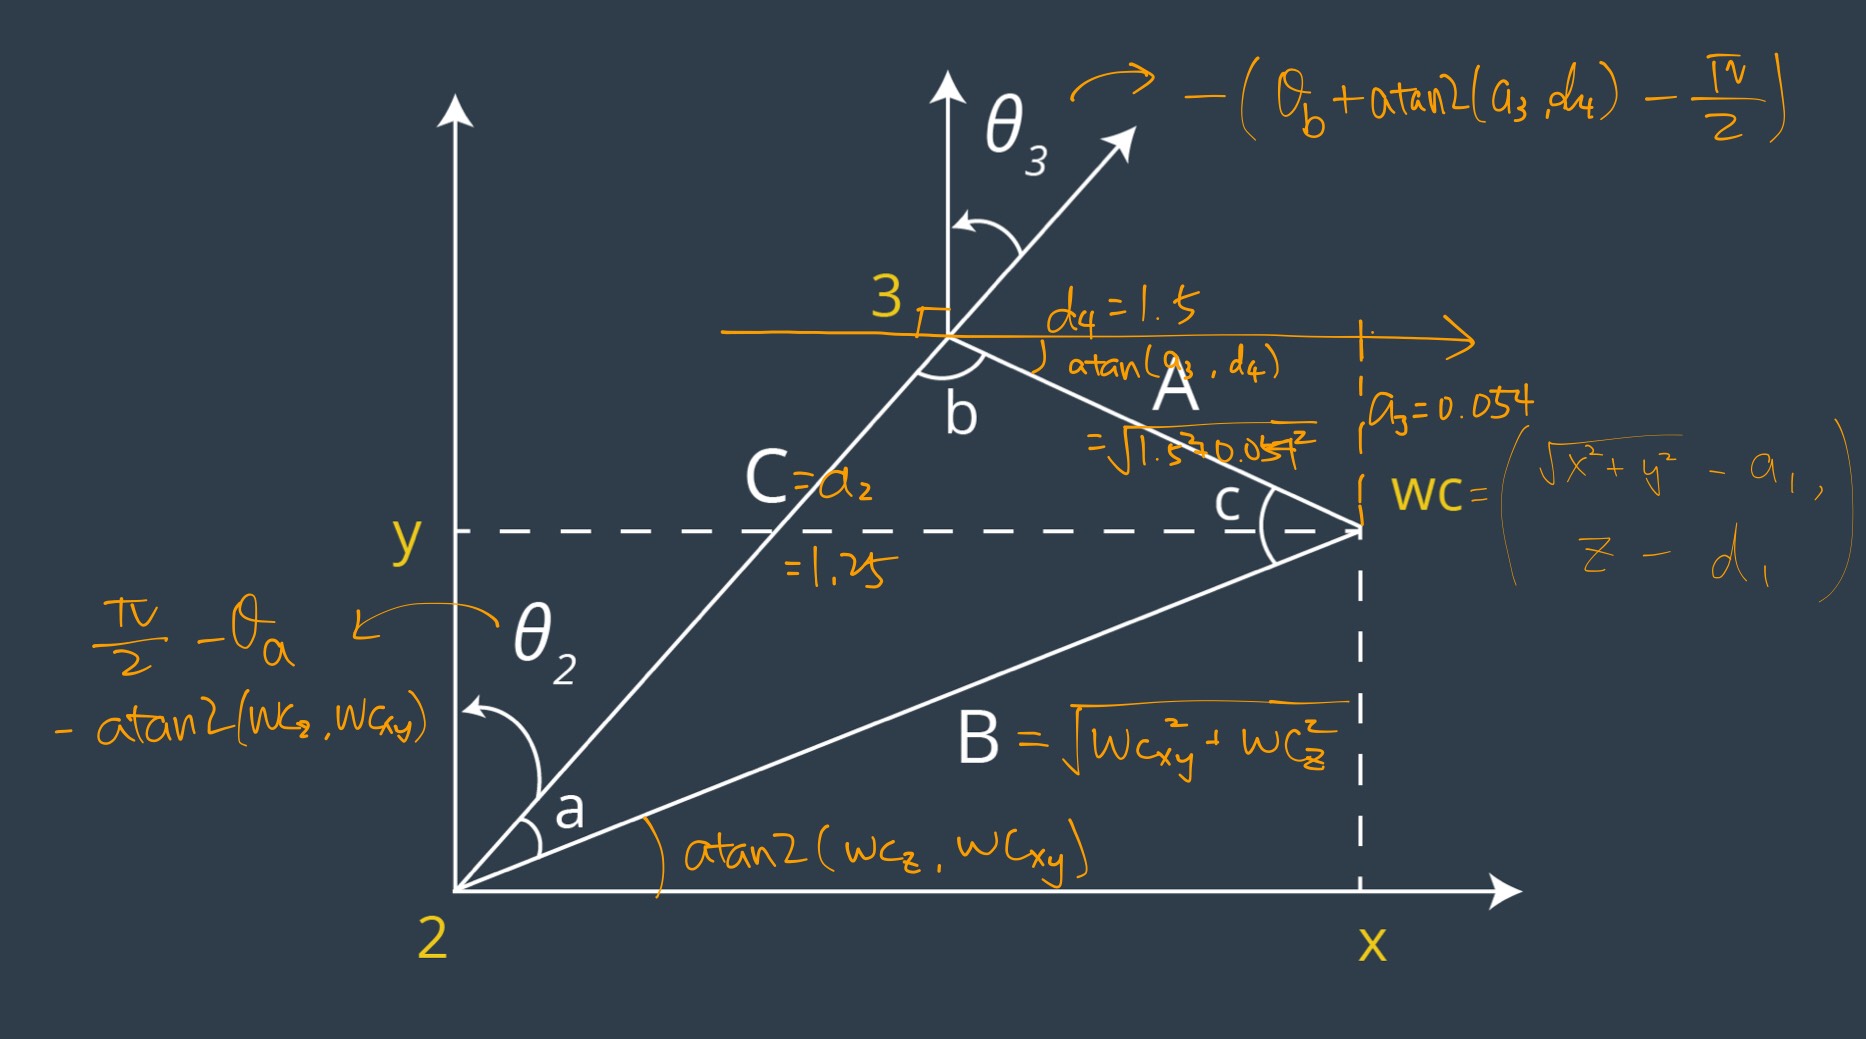 θ₃
-(θb+atan2(a₃,d₄) - π/2)
3
d₄=1.5
atan(a₃, d₄)
A
=√1.5²+0.054²
a₃=0.054
b
C=a₂
=1.25
c
wc=(√x²+y² - a₁,
z - d₁)
y
π/2 -θa
- atan2(WCz,WCxy)
θ₂
a
B=√WCxy²+WCz²
atan2(WCz, WCxy)
2
x